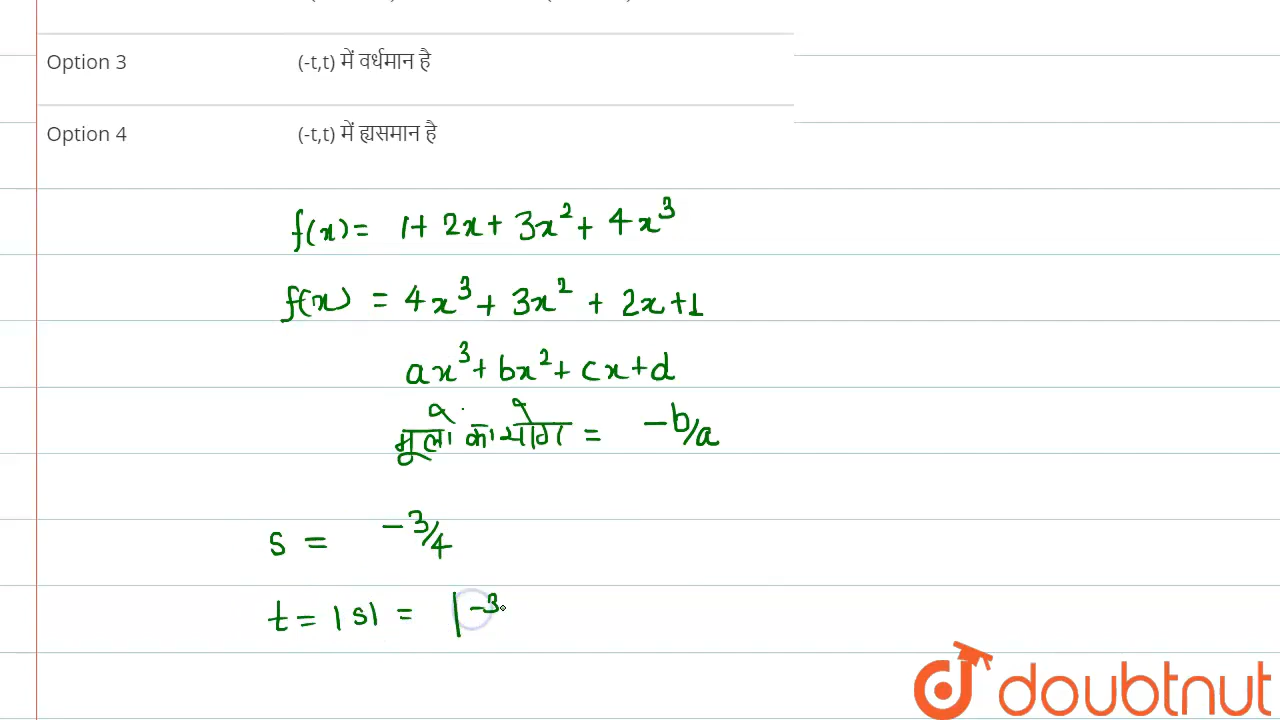 Option 3 (-t,t) में वर्धमान है
Option 4 (-t,t) में ह्यसमान है
f(x) = 1 + 2x + 3x² + 4x³
f(x) = 4x³ + 3x² + 2x + 1
ax³ + bx² + cx + d
मूलो का योग = -b/a
s = -3/4
t = |s| = |-3
doubtnut